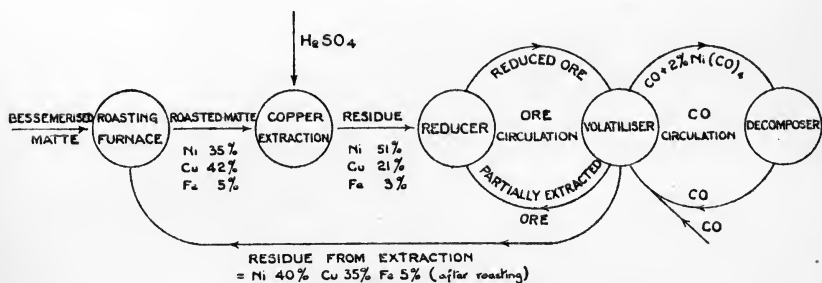 H₂SO₄
BESSEMERISED
MATTE
ROASTING
FURNACE
ROASTED MATTE
Ni 35%
Cu 42%
Fe 5%
COPPER
EXTRACTION
RESIDUE
Ni 51%
Cu 21%
Fe 3%
REDUCER
REDUCED ORE
ORE
CIRCULATION
PARTIALLY EXTRACTED
ORE
VOLATILISER
CO + 2% Ni(CO)₄
CO
CIRCULATION
DECOMPOSER
CO
CO
RESIDUE FROM EXTRACTION
= Ni 40% Cu 35% Fe 5% (after roasting)